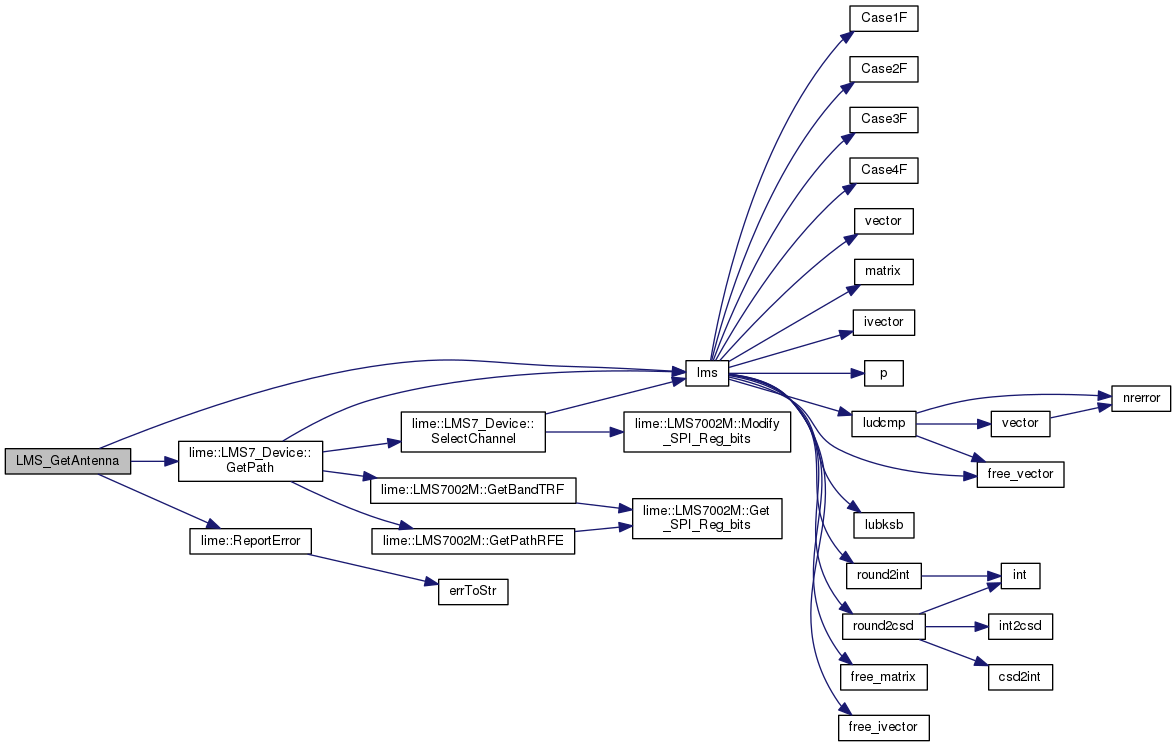 LMS_GetAntenna
lime::LMS7_Device::
GetPath
lime::ReportError
errToStr
lime::LMS7_Device::
SelectChannel
lime::LMS7002M::GetBandTRF
lime::LMS7002M::GetPathRFE
lime::LMS7002M::Modify
_SPI_Reg_bits
lime::LMS7002M::Get
_SPI_Reg_bits
lms
Case1F
Case2F
Case3F
Case4F
vector
matrix
ivector
p
ludcmp
lubksb
round2int
round2csd
free_matrix
free_ivector
vector
free_vector
int
int2csd
csd2int
nrerror